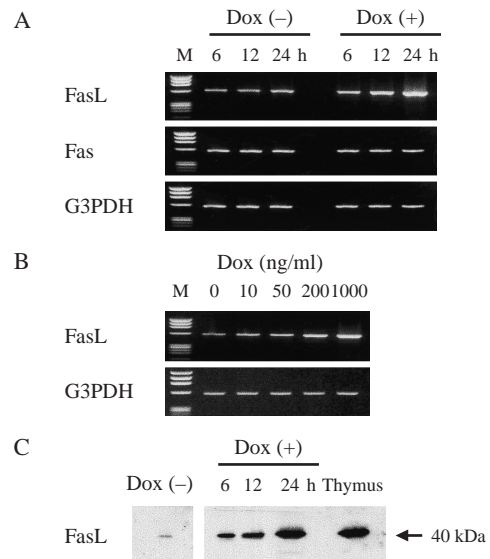 A
Dox (–) Dox (+)
M 6 12 24 h 6 12 24 h
FasL
Fas
G3PDH
B
Dox (ng/ml)
M 0 10 50 200 1000
FasL
G3PDH
C
Dox (+)
Dox (–) 6 12 24 h Thymus
FasL 40 kDa